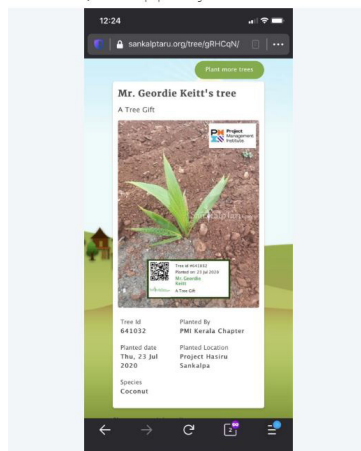 12:24
sankalptaru.org/tree/gRHCqN/
Plant more trees
Mr. Geordie Keitt's tree
A Tree Gift
Project
Management
Institute
Tree Id #641032
Planted on: 23 Jul 2020
Mr. Geordie
Keitt
A Tree Gift
Tree Id
641032
Planted By
PMI Kerala Chapter
Planted date
Thu, 23 Jul
2020
Planted Location
Project Hasiru
Sankalpa
Species
Coconut
2